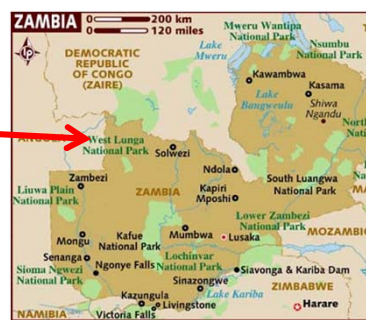 ZAMBIA
0 200 km
0 120 miles
Mweru Wantipa
National Park
Nsumbu
National Park
Lake
Mweru
DEMOCRATIC
REPUBLIC
OF CONGO
(ZAIRE)
Kawambwa
Kasama
Lake
Bangweulu
Shiwa
Ngandu
West Lunga
National Park
Solwezi
Zambezi
Ndola
South Luangwa
National Park
Liuwa Plain
National Park
ZAMBIA
Kapiri
Mposhi
Lower Zambezi
National Park
Mongu
Kafue
National Park
Mumbwa
Lusaka
MOZAMBI
Senanga
Lochinvar
National Park
Sioma Ngwezi
National Park
Ngonye Falls
Siavonga & Kariba Dam
Sinazongwe
ZIMBABWE
Kazungula
Lake Kariba
Livingstone
Harare
NAMIBIA
Victoria Falls